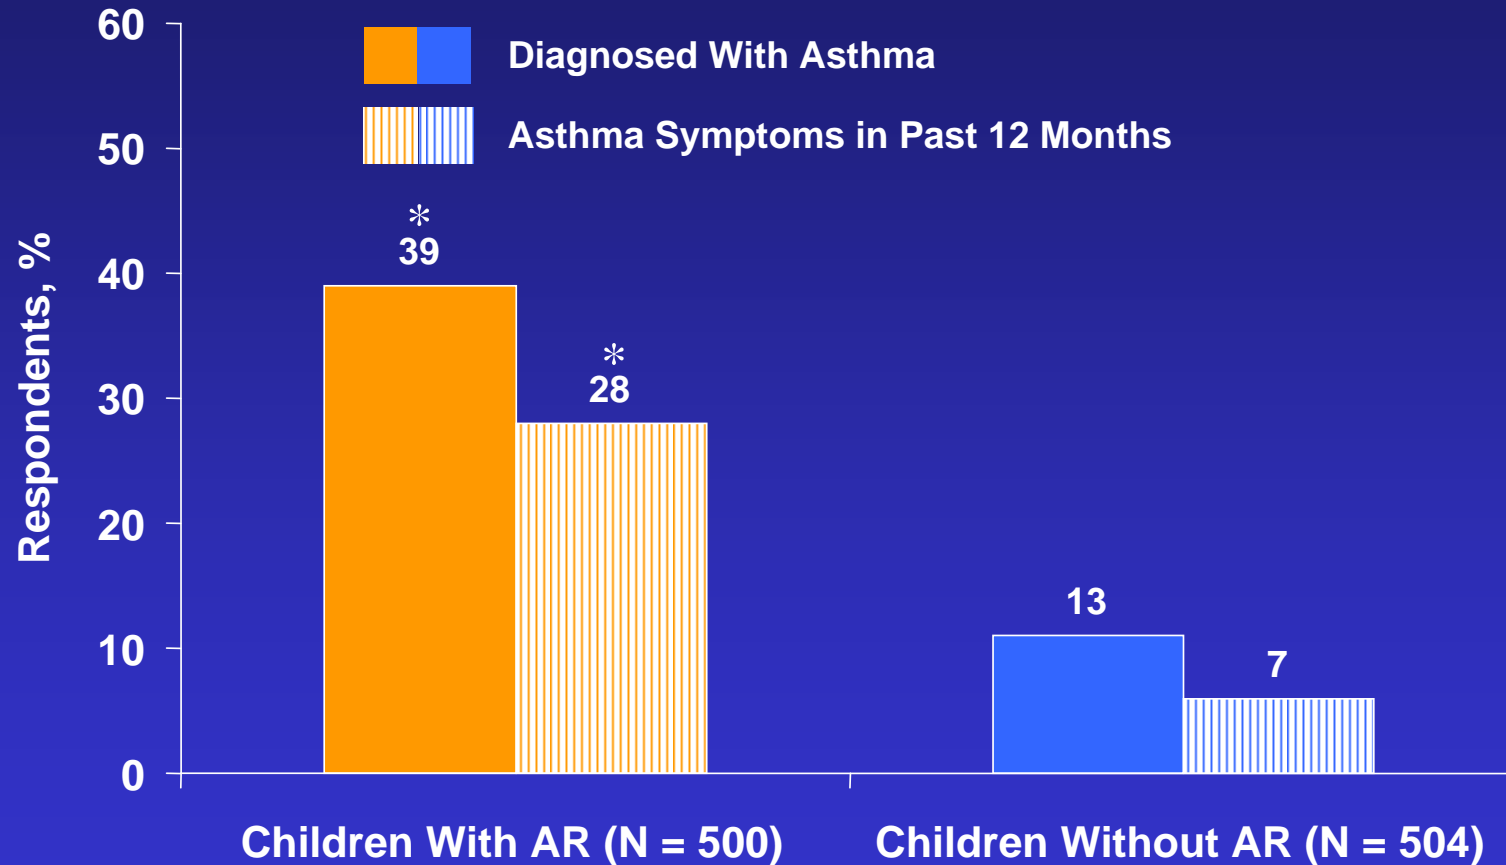 60
50
40
30
20
10
0
Respondents, %
Diagnosed With Asthma
Asthma Symptoms in Past 12 Months
*
39
*
28
13
7
Children With AR (N = 500)
Children Without AR (N = 504)